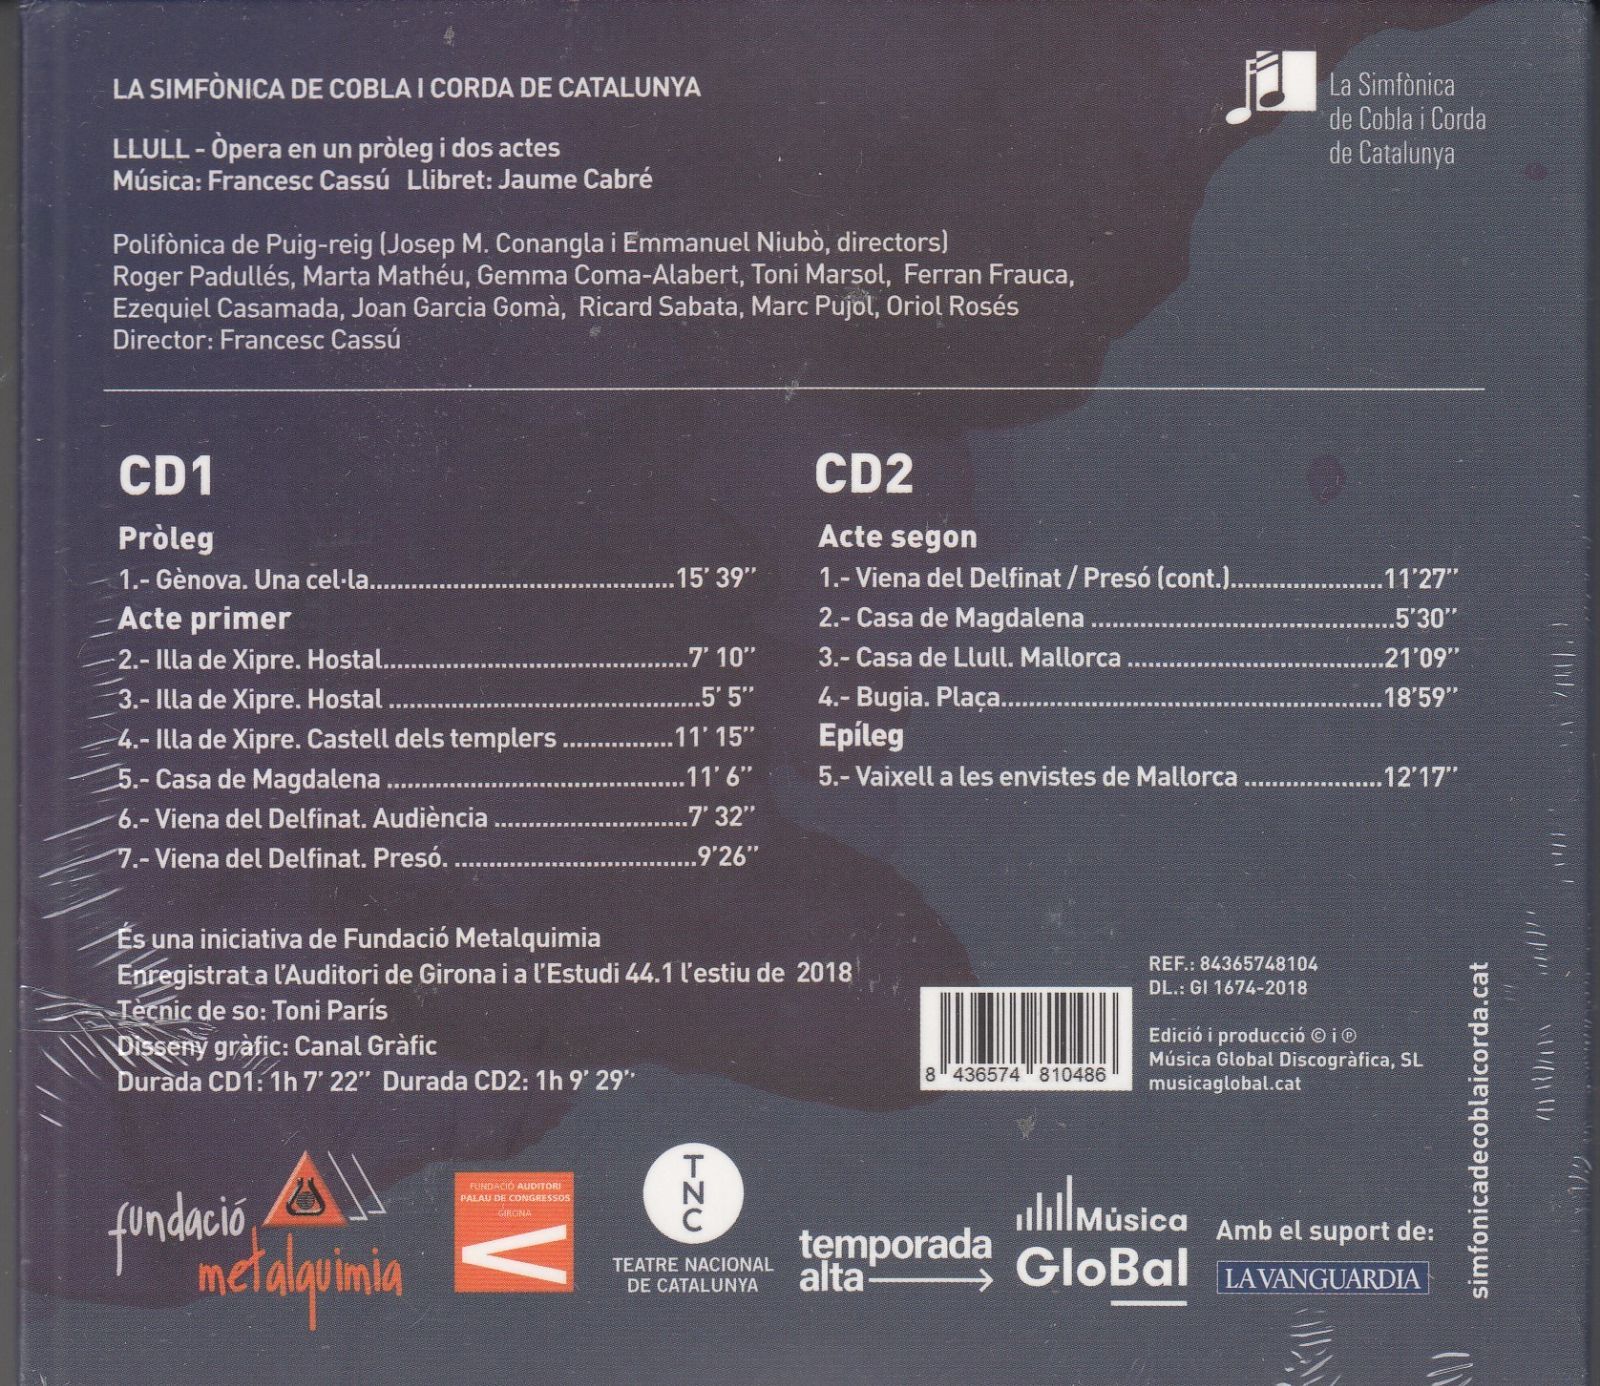 LA SIMFÒNICA DE COBLA I CORDA DE CATALUNYA
La Simfònica
de Cobla i Corda
de Catalunya
LLULL - Òpera en un pròleg i dos actes
Música: Francesc Cassú Llibret: Jaume Cabré
Polifònica de Puig-reig (Josep M. Conangla i Emmanuel Niubò, directors)
Roger Padullés, Marta Mathéu, Gemma Coma-Alabert, Toni Marsol, Ferran Frauca,
Ezequiel Casamada, Joan Garcia Gomà, Ricard Sabata, Marc Pujol, Oriol Rosés
Director: Francesc Cassú
CD1
Pròleg
1.- Gènova. Una cel·la............................................15’ 39’’
Acte primer
2.- Illa de Xipre. Hostal............................................7’ 10’’
3.- Illa de Xipre. Hostal .............................................5’ 5’’
4.- Illa de Xipre. Castell dels templers ................11’ 15’’
5.- Casa de Magdalena ...........................................11’ 6’’
6.- Viena del Delfinat. Audiència ............................7’ 32’’
7.- Viena del Delfinat. Presó. ...................................9’26’’
CD2
Acte segon
1.- Viena del Delfinat / Presó (cont.)......................11’27’’
2.- Casa de Magdalena ............................................5’30’’
3.- Casa de Llull. Mallorca .....................................21’09’’
4.- Bugia. Plaça.......................................................18’59’’
Epíleg
5.- Vaixell a les envistes de Mallorca ....................12’17’’
És una iniciativa de Fundació Metalquimia
Enregistrat a l’Auditori de Girona i a l’Estudi 44.1 l’estiu de 2018
Tècnic de so: Toni París
Disseny gràfic: Canal Gràfic
Durada CD1: 1h 7’ 22’’ Durada CD2: 1h 9’ 29’’
8 436574 810486
REF.: 84365748104
DL.: GI 1674-2018
Edició i producció © i ℗
Música Global Discogràfica, SL
musicaglobal.cat
simfonicadecoblaicorda.cat
fundació
metalquimia
FUNDACIÓ AUDITORI
PALAU DE CONGRESSOS
GIRONA
TNC
TEATRE NACIONAL
DE CATALUNYA
temporada
alta
Música
GloBal
Amb el suport de:
LA VANGUARDIA